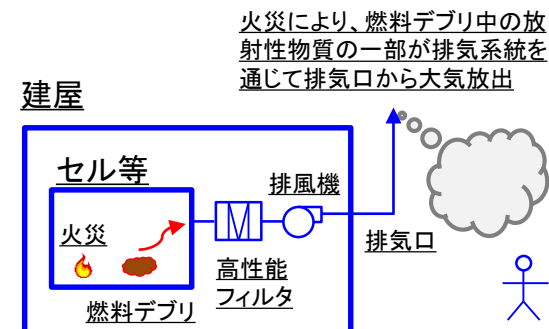 火災により、燃料デブリ中の放
射性物質の一部が排気系統を
通じて排気口から大気放出
建屋
セル等
排風機
火災
排気口
高性能
フィルタ
燃料デブリ